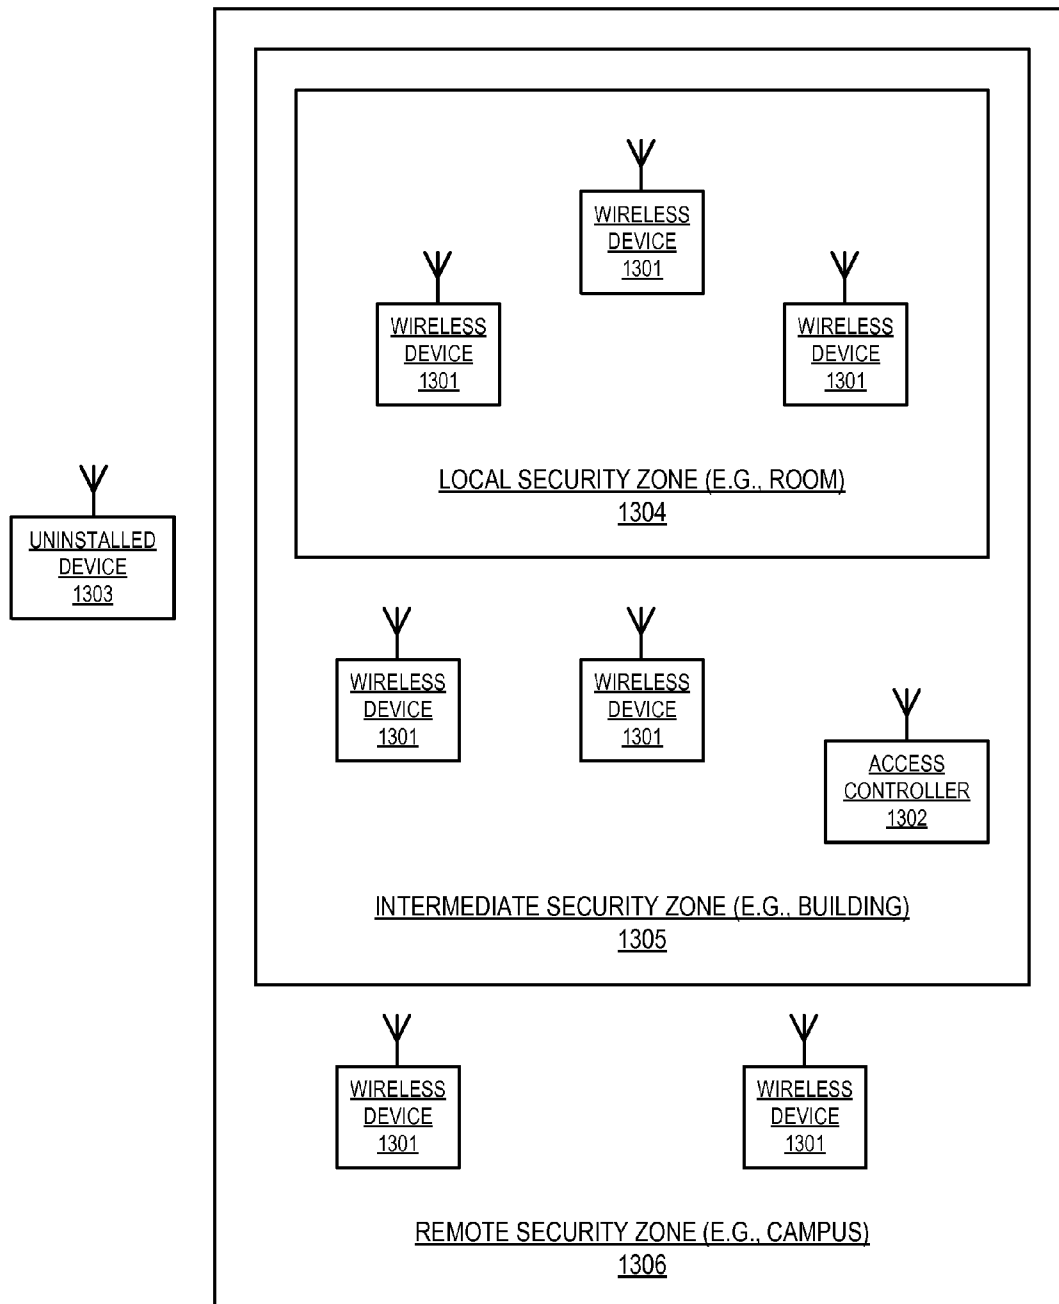 WIRELESS
DEVICE
1301
WIRELESS
DEVICE
1301
WIRELESS
DEVICE
1301
LOCAL SECURITY ZONE (E.G., ROOM)
1304
UNINSTALLED
DEVICE
1303
WIRELESS
DEVICE
1301
WIRELESS
DEVICE
1301
ACCESS
CONTROLLER
1302
INTERMEDIATE SECURITY ZONE (E.G., BUILDING)
1305
WIRELESS
DEVICE
1301
WIRELESS
DEVICE
1301
REMOTE SECURITY ZONE (E.G., CAMPUS)
1306